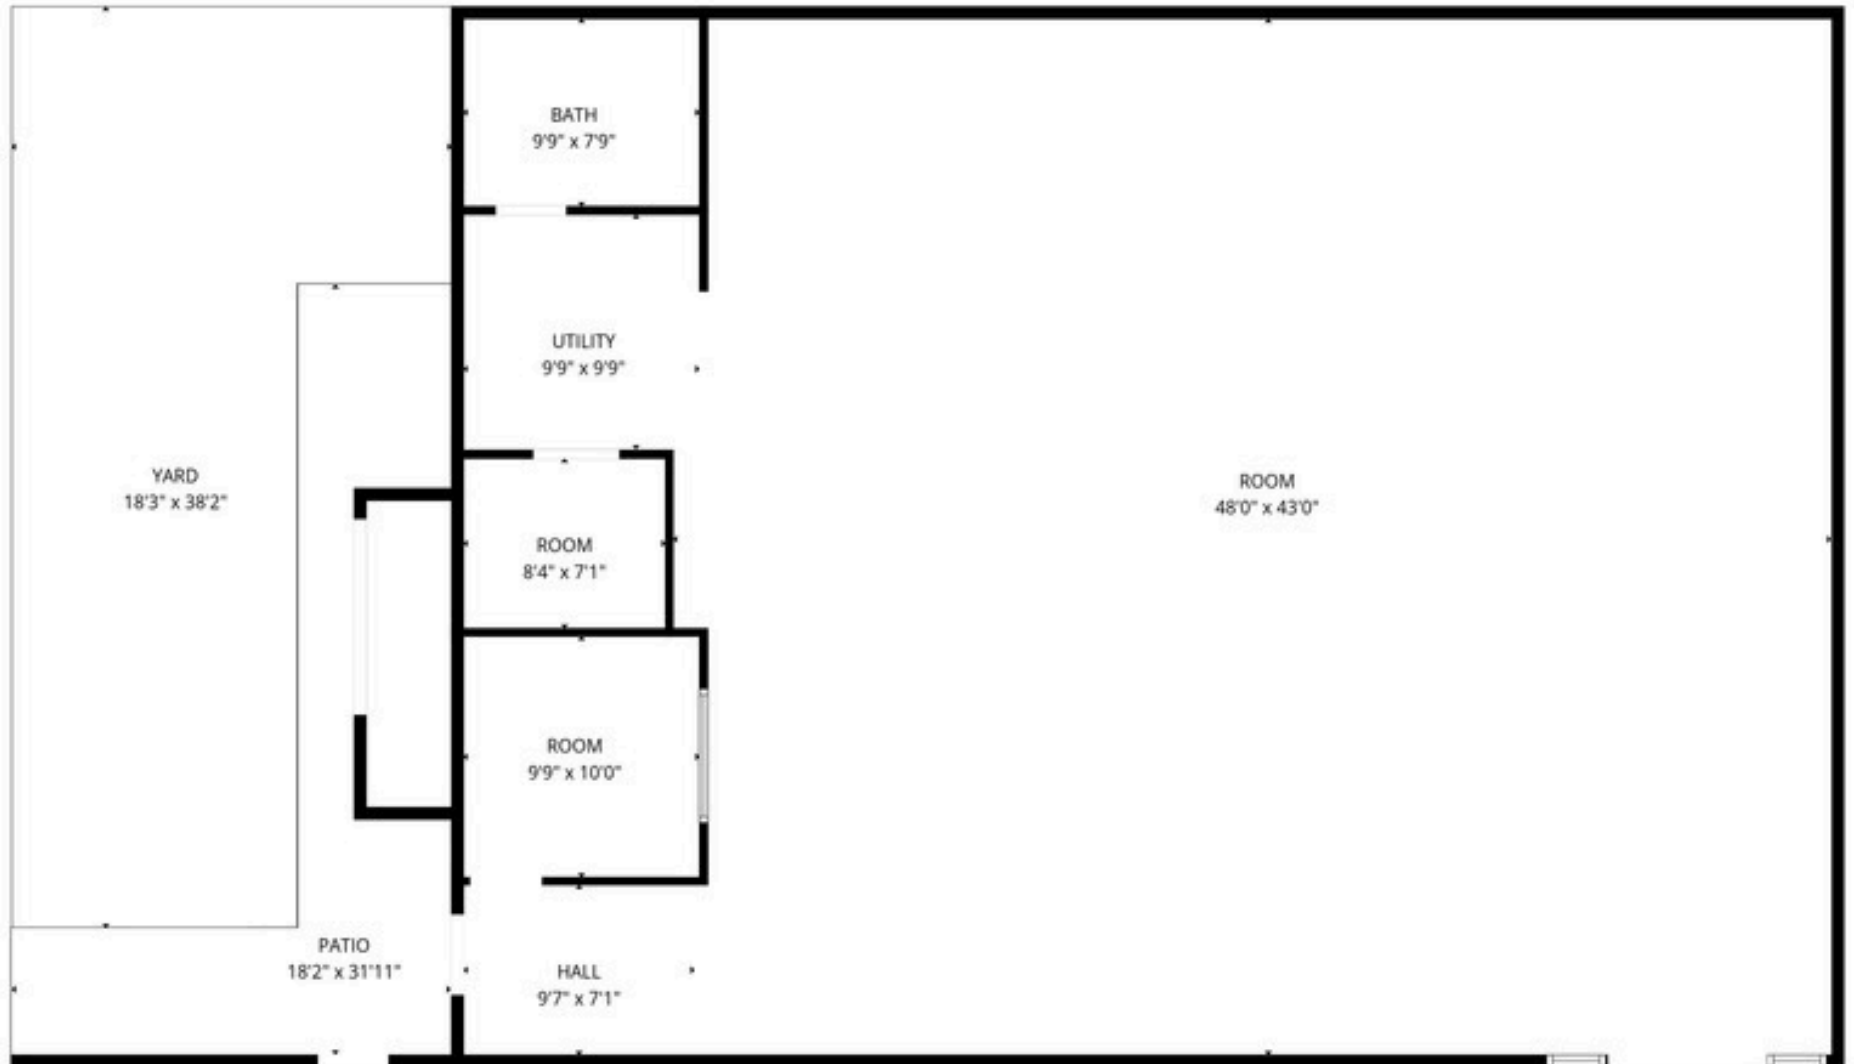 BATH
9'9" x 7'9"
UTILITY
9'9" x 9'9"
YARD
18'3" x 38'2"
ROOM
48'0" x 43'0"
ROOM
8'4" x 7'1"
ROOM
9'9" x 10'0"
PATIO
18'2" x 31'11"
HALL
9'7" x 7'1"